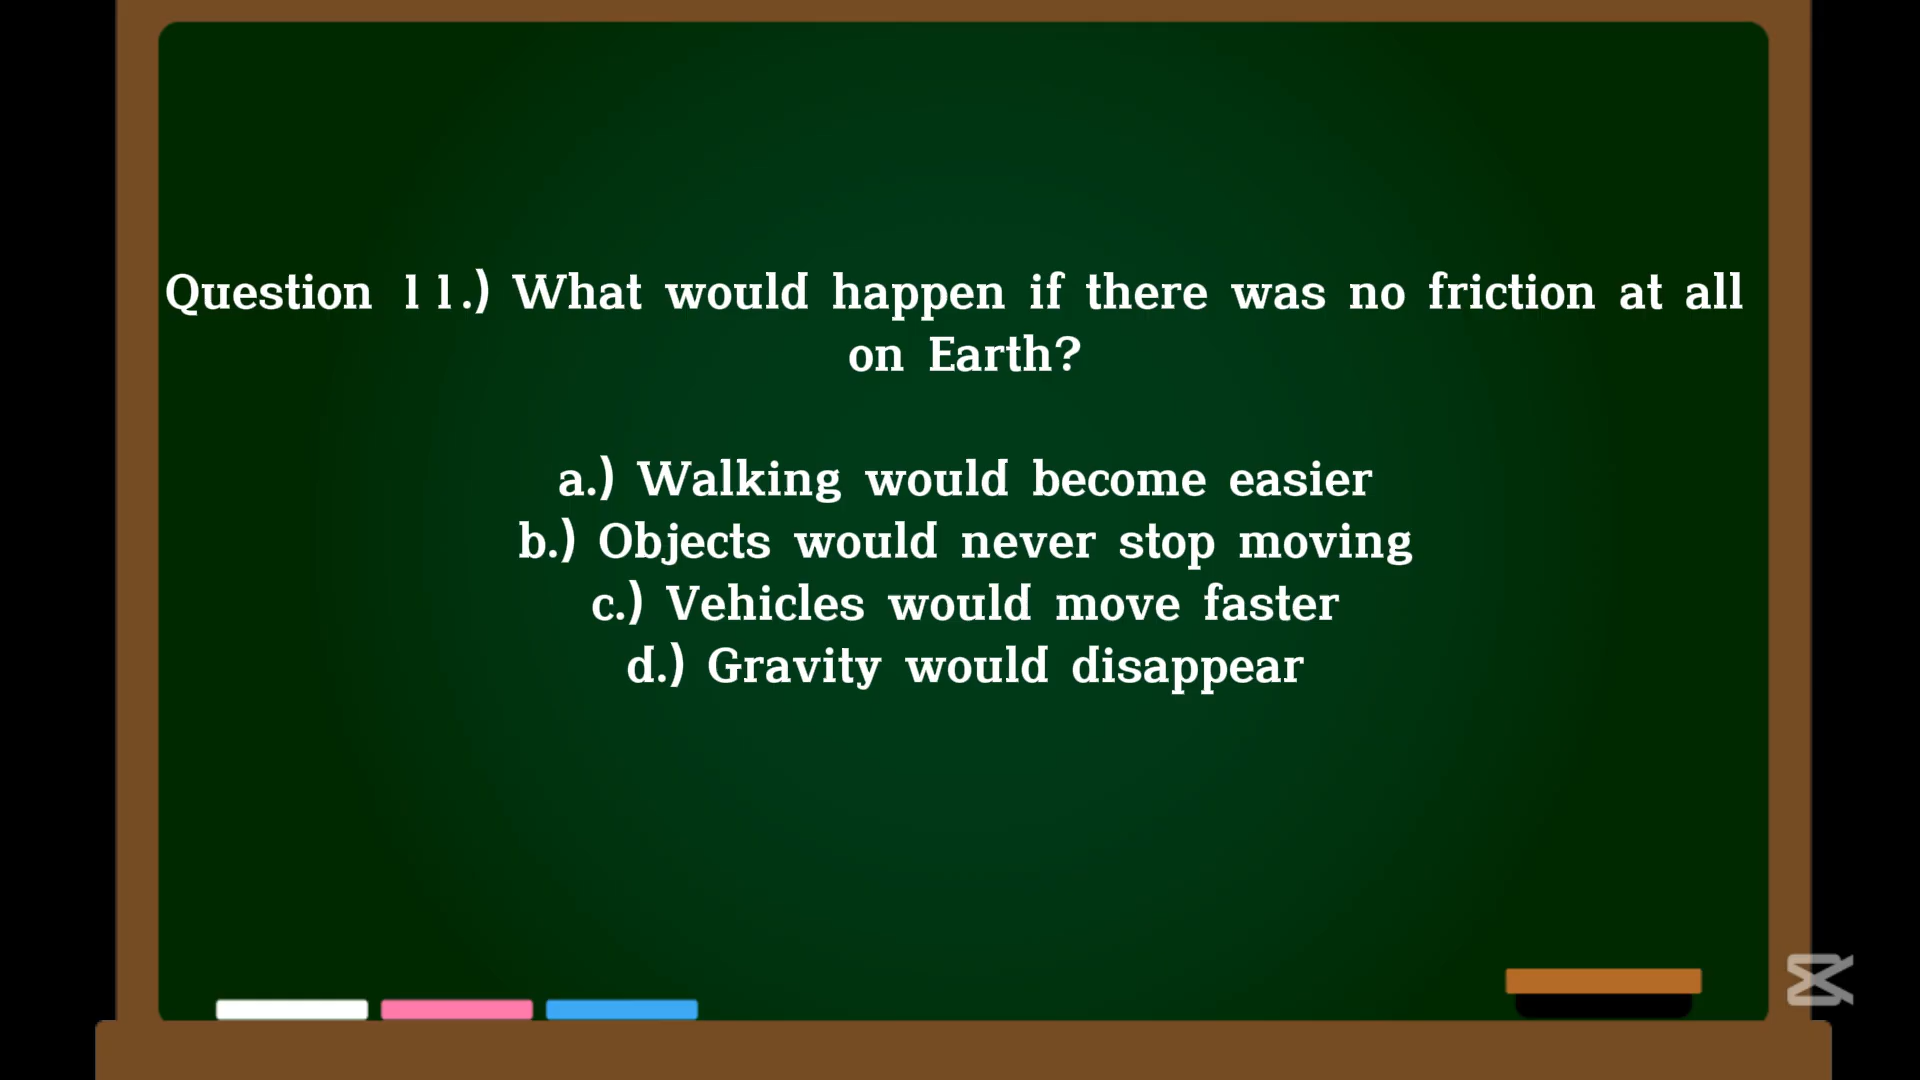 Question 11.) What would happen if there was no friction at all
on Earth?
a.) Walking would become easier
b.) Objects would never stop moving
c.) Vehicles would move faster
d.) Gravity would disappear